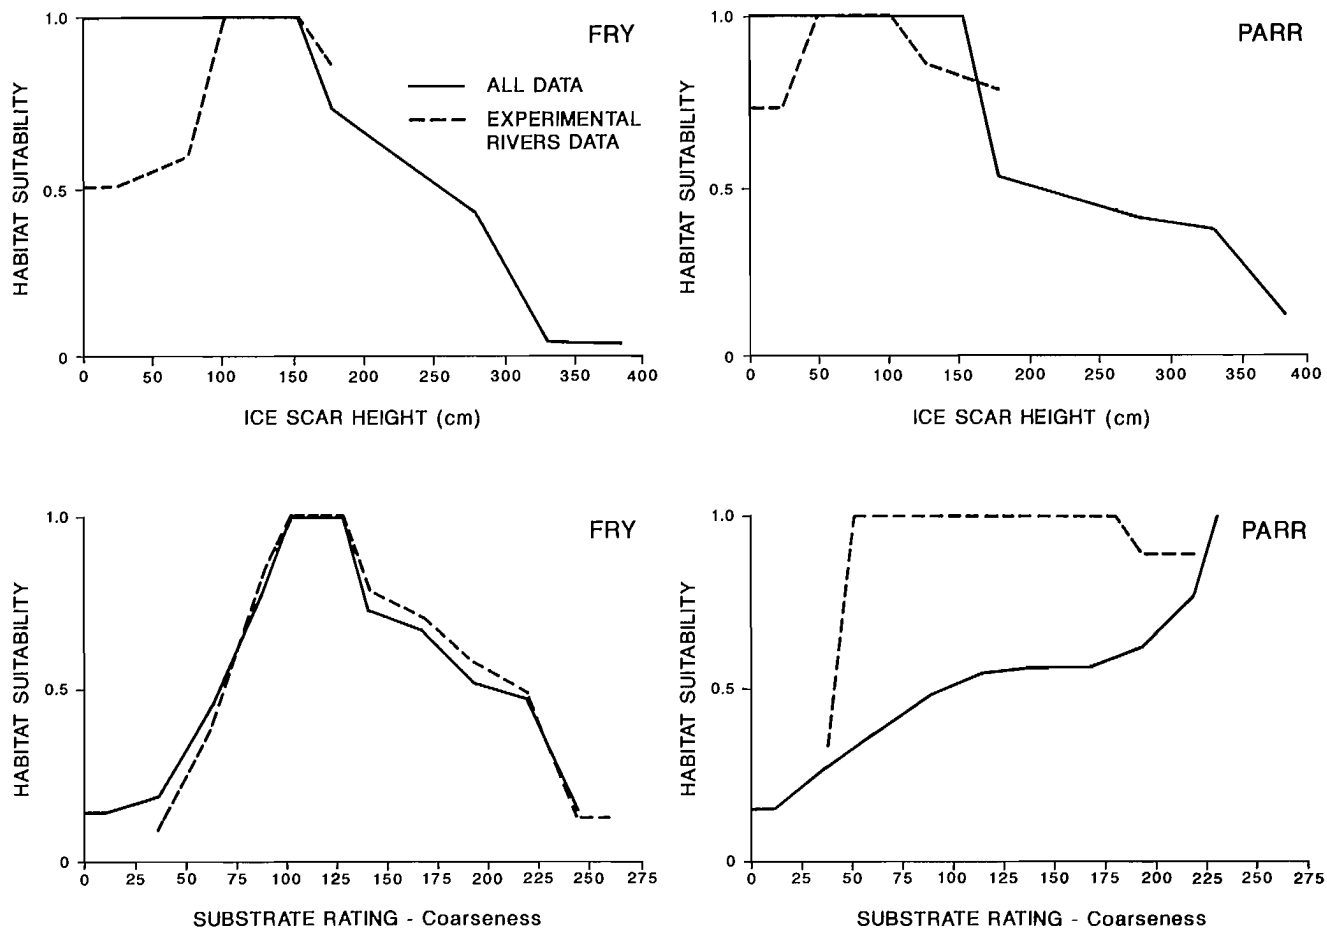 FRY
HABITAT SUITABILITY
1.0
0.5
0
0 50 100 150 200 250 300 350 400
ICE SCAR HEIGHT (cm)
ALL DATA
EXPERIMENTAL
RIVERS DATA
PARR
HABITAT SUITABILITY
1.0
0.5
0
0 50 100 150 200 250 300 350 400
ICE SCAR HEIGHT (cm)
FRY
HABITAT SUITABILITY
1.0
0.5
0
0 25 50 75 100 125 150 175 200 225 250 275
SUBSTRATE RATING - Coarseness
PARR
HABITAT SUITABILITY
1.0
0.5
0
0 25 50 75 100 125 150 175 200 225 250 275
SUBSTRATE RATING - Coarseness